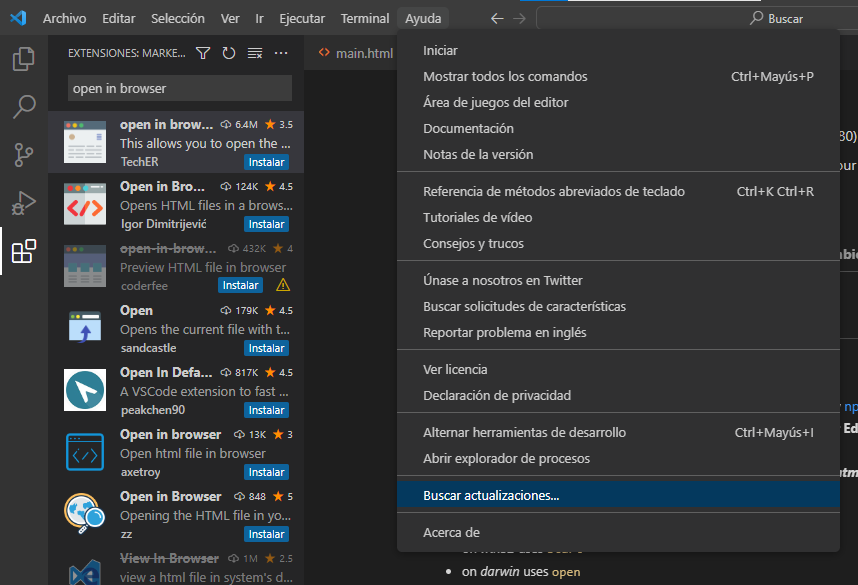 Archivo Editar Selección Ver Ir Ejecutar Terminal Ayuda Buscar
EXTENSIONES: MARKE...
main.html
open in browser
open in brow... 6.4M 3.5
This allows you to open the ...
TechER Instalar
Open in Bro... 124K 4.5
Opens HTML files in a brows...
Igor Dimitrijević Instalar
open-in-brow... 432K 4
Preview HTML file in browser
coderfee Instalar
Open 179K 4.5
Opens the current file with t...
sandcastle Instalar
Open In Defa... 817K 4.5
A VSCode extension to fast ...
peakchen90 Instalar
Open in browser 13K 3
Open html file in browser
axetroy Instalar
Open in Browser 848 5
Opening the HTML file in yo...
zz Instalar
View In Browser 1M 2.5
view a html file in system's d...
Iniciar
Mostrar todos los comandos Ctrl+Mayús+P
Área de juegos del editor
Documentación
Notas de la versión
Referencia de métodos abreviados de teclado Ctrl+K Ctrl+R
Tutoriales de vídeo
Consejos y trucos
Únase a nosotros en Twitter
Buscar solicitudes de características
Reportar problema en inglés
Ver licencia
Declaración de privacidad
Alternar herramientas de desarrollo Ctrl+Mayús+I
Abrir explorador de procesos
Buscar actualizaciones...
Acerca de
80)
our
np
Ed
on darwin uses open